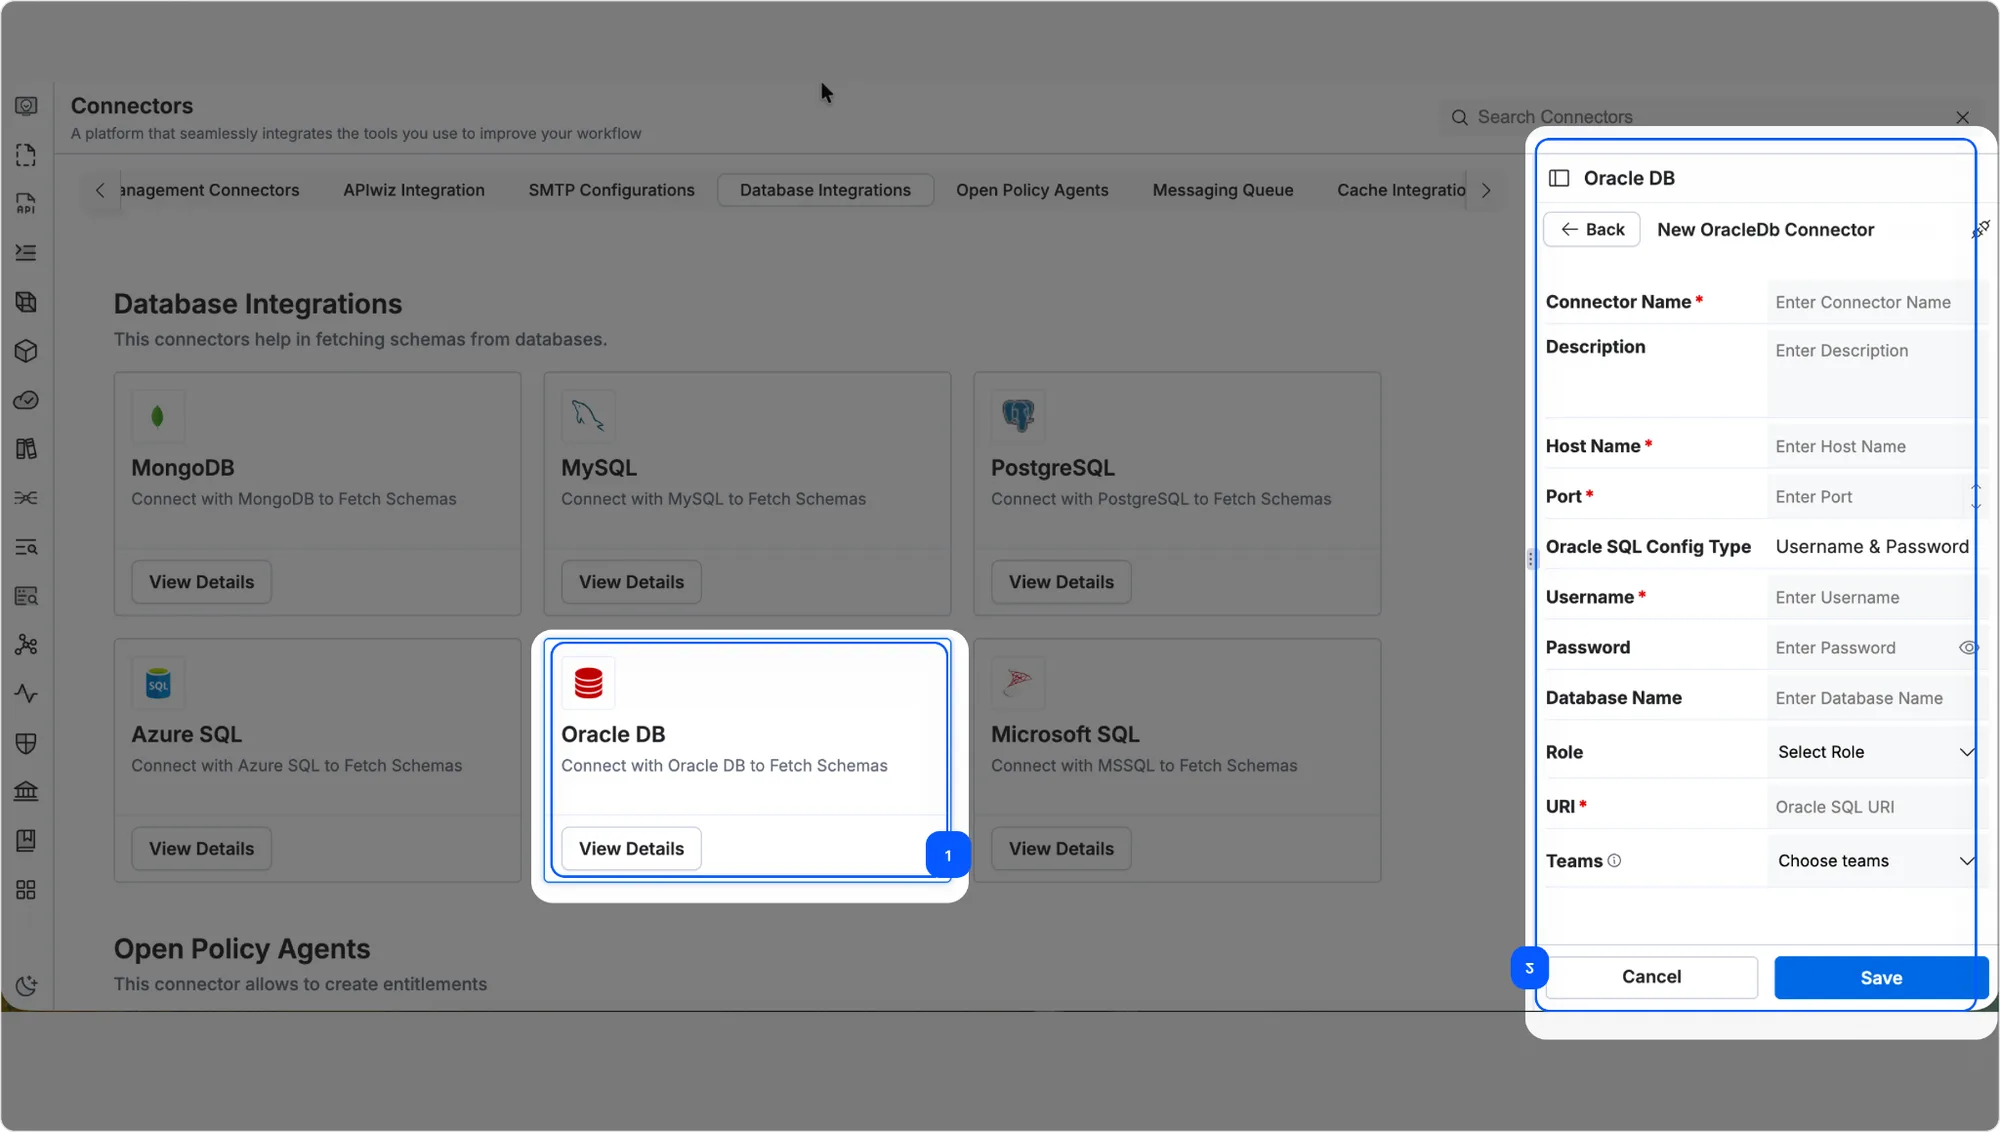 Connectors
A platform that seamlessly integrates the tools you use to improve your workflow
Search Connectors
anagement Connectors
APIwiz Integration
SMTP Configurations
Database Integrations
Open Policy Agents
Messaging Queue
Cache Integratio
API
Database Integrations
This connectors help in fetching schemas from databases.
MongoDB
Connect with MongoDB to Fetch Schemas
View Details
MySQL
Connect with MySQL to Fetch Schemas
View Details
PostgreSQL
Connect with PostgreSQL to Fetch Schemas
View Details
SQL
Azure SQL
Connect with Azure SQL to Fetch Schemas
View Details
Oracle DB
Connect with Oracle DB to Fetch Schemas
View Details
1
Microsoft SQL
Connect with MSSQL to Fetch Schemas
View Details
Open Policy Agents
This connector allows to create entitlements
Oracle DB
Back
New OracleDb Connector
Connector Name *
Enter Connector Name
Description
Enter Description
Host Name *
Enter Host Name
Port *
Enter Port
Oracle SQL Config Type
Username & Password
Username *
Enter Username
Password
Enter Password
Database Name
Enter Database Name
Role
Select Role
URI *
Oracle SQL URI
Teams
Choose teams
2
Cancel
Save